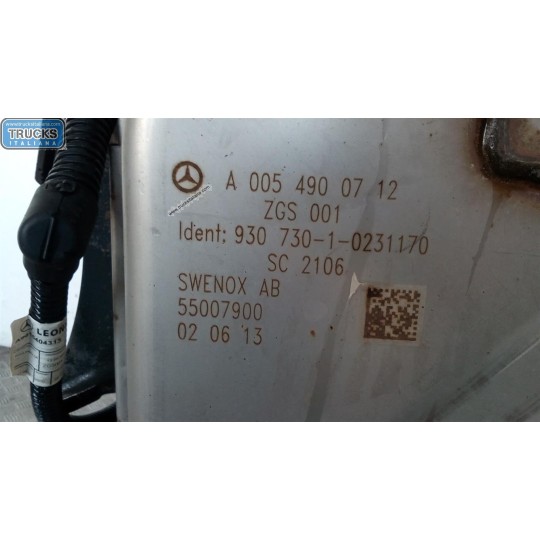 TRUCKS
ITALIANA
A 005 490 07 12
ZGS 001
Ident: 930 730-1-0231170
SC 2106
SWENOX AB
55007900
02 06 13
LEON